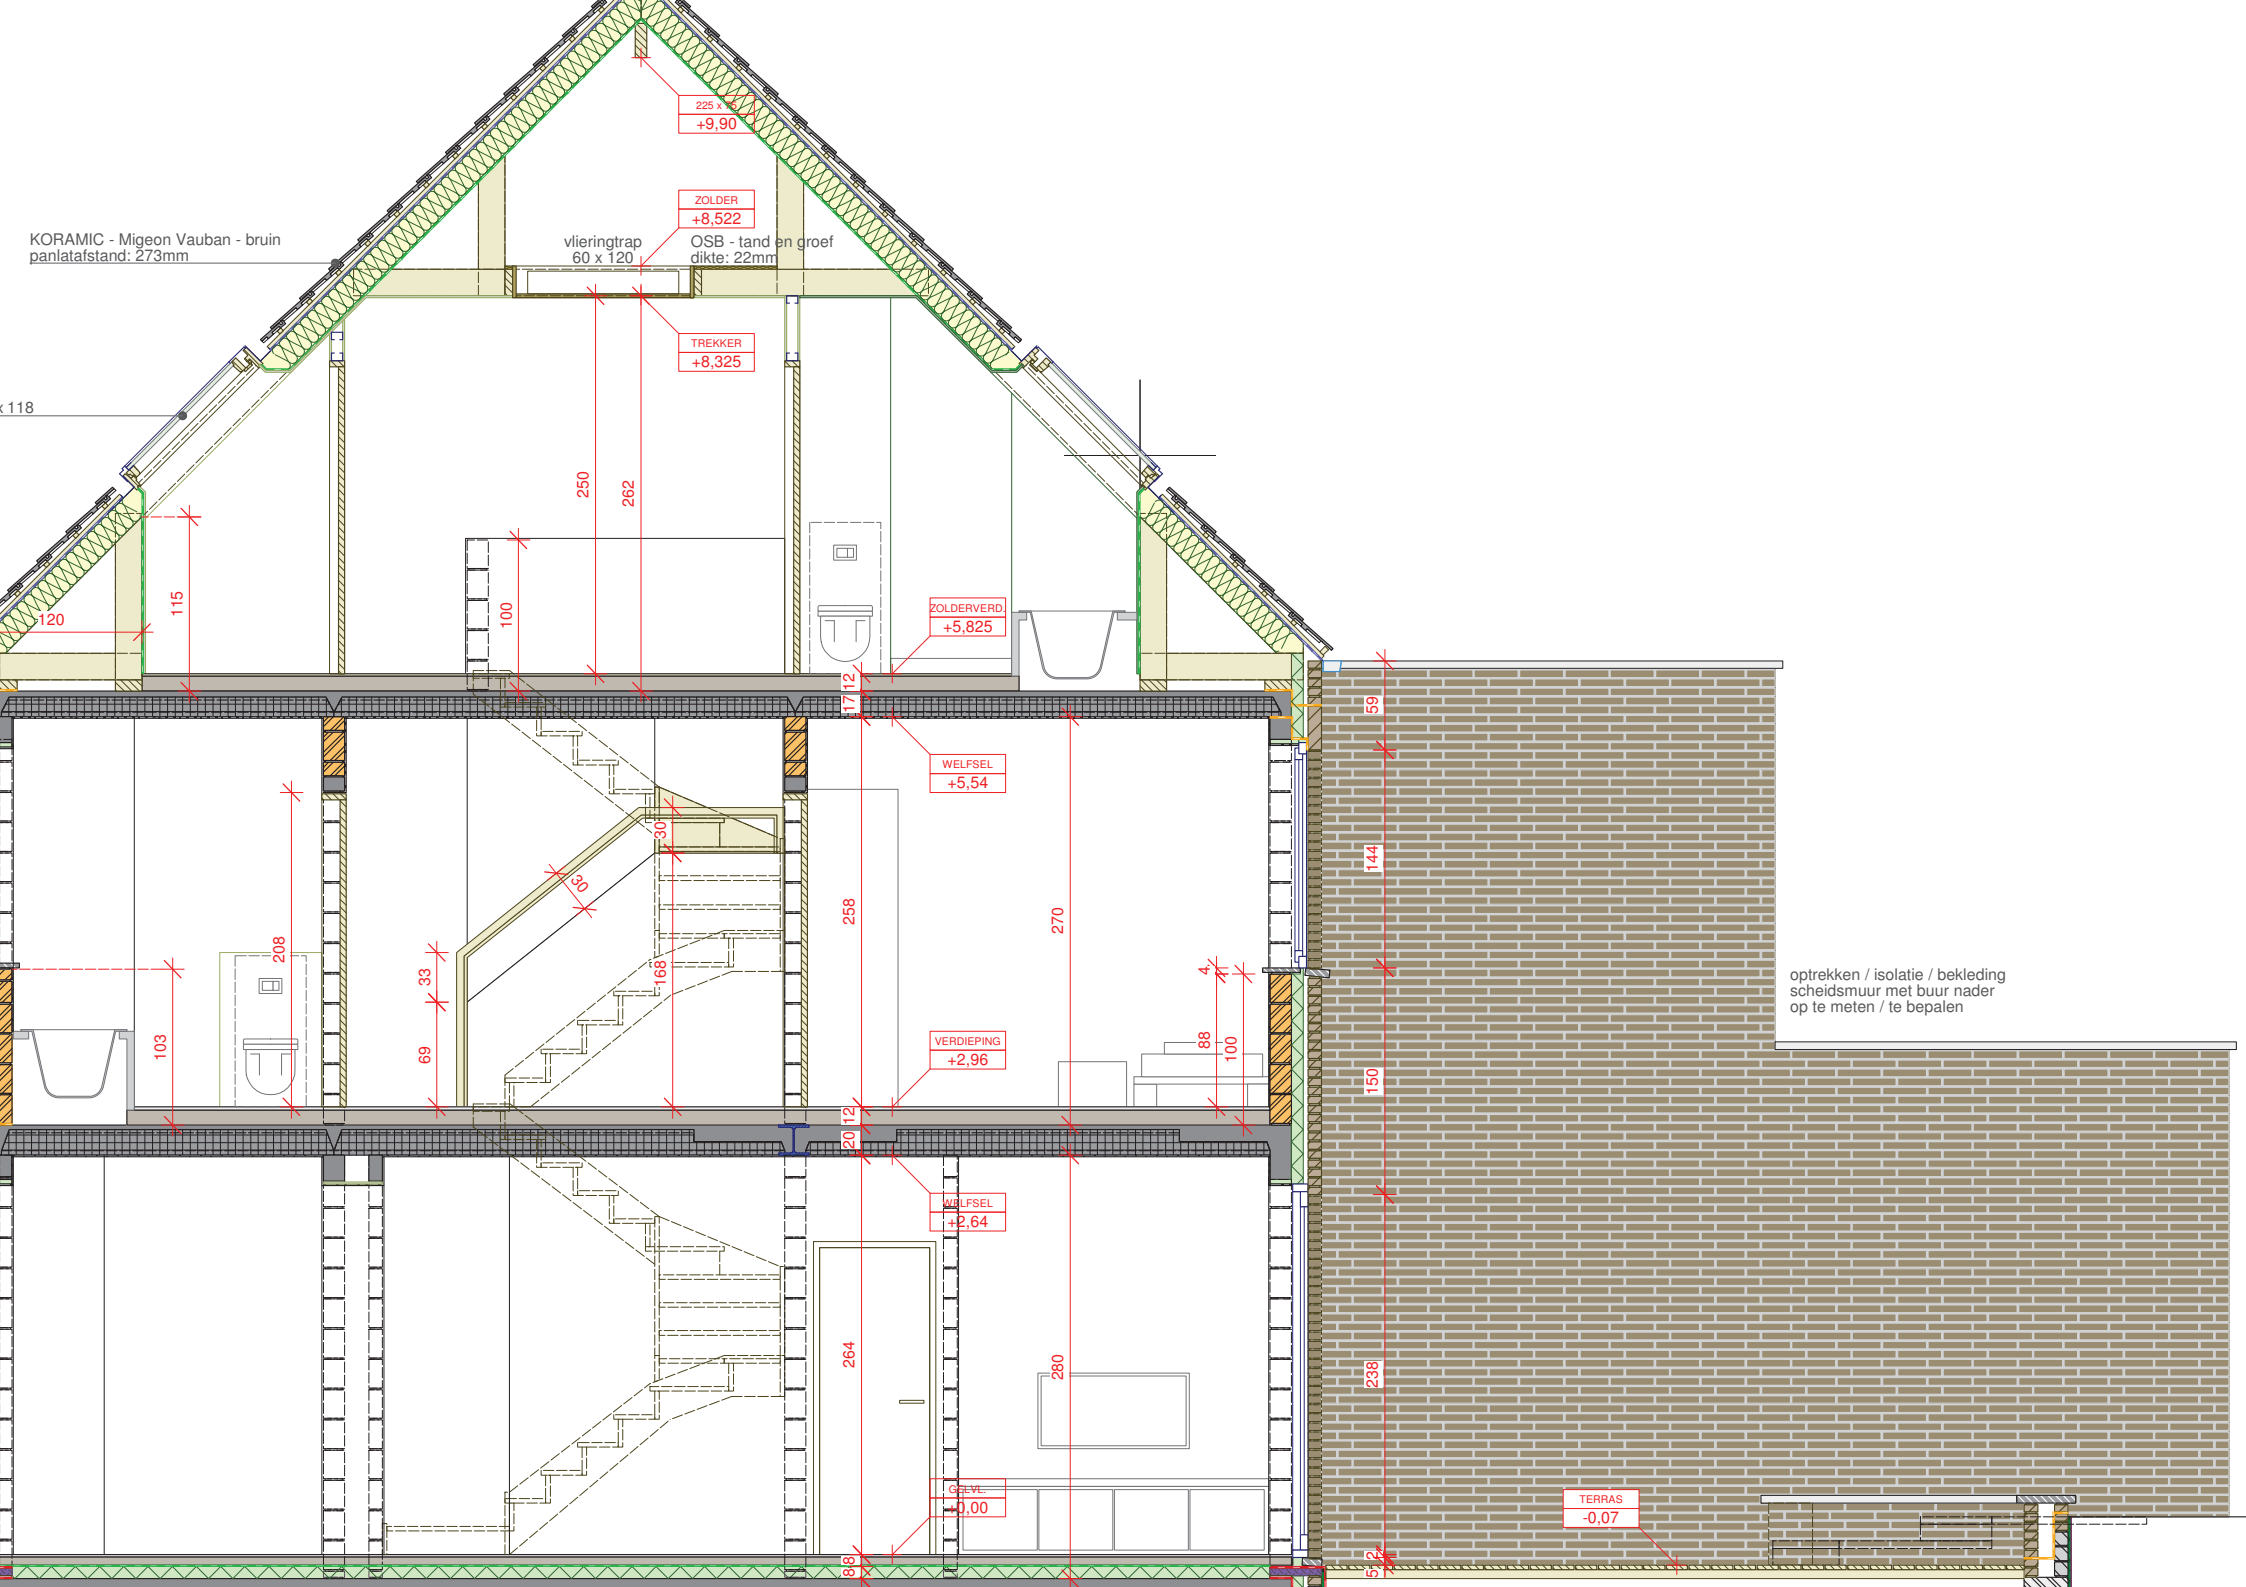 225 x 75
+9,90
ZOLDER
+8,522
KORAMIC - Migeon Vauban - bruin
panlatafstand: 273mm
vlieringtrap
60 x 120
OSB - tand en groef
dikte: 22mm
TREKKER
+8,325
x 118
250
262
115
120
100
ZOLDERVERD.
+5,825
12
17
59
WELFSEL
+5,54
30
144
30
208
258
270
33
168
4
optrekken / isolatie / bekleding
scheidsmuur met buur nader
op te meten / te bepalen
103
69
88
100
VERDIEPING
+2,96
150
12
20
WELFSEL
+2,64
264
280
238
GELVL.
+0,00
TERRAS
-0,07
8
8
2
5